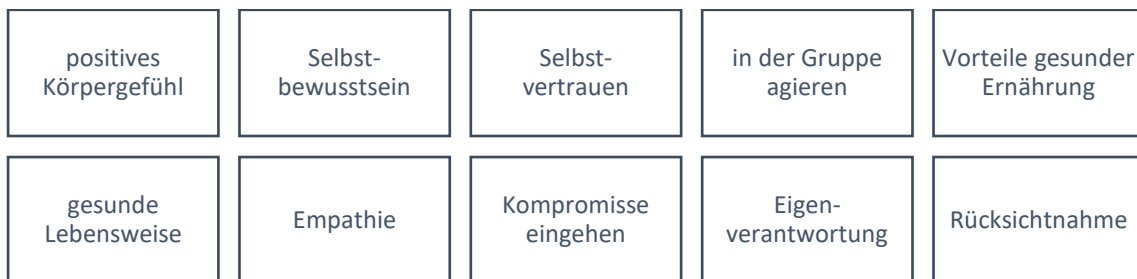 positives
Körpergefühl
Selbst-
bewusstsein
Selbst-
vertrauen
in der Gruppe
agieren
Vorteile gesunder
Ernährung
gesunde
Lebensweise
Empathie
Kompromisse
eingehen
Eigen-
verantwortung
Rücksichtnahme